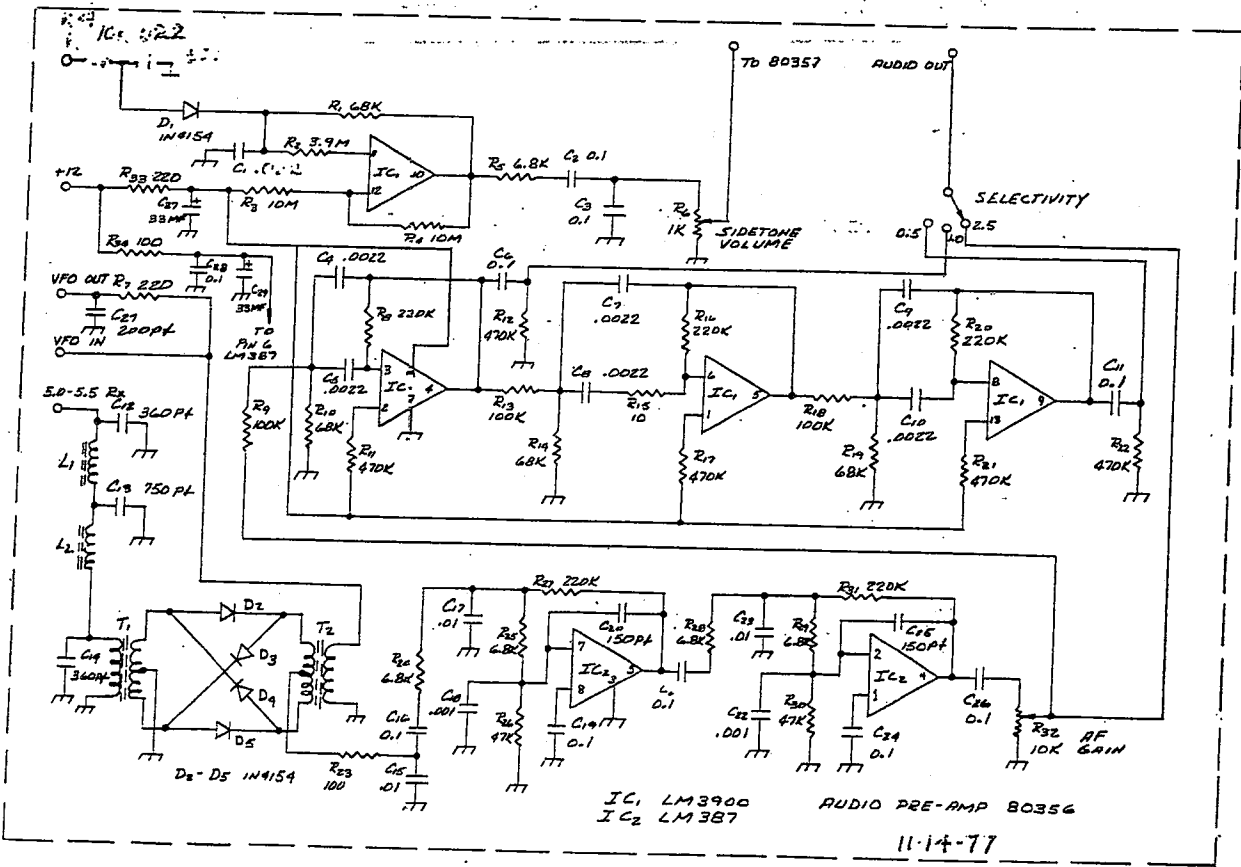 TO 80357
AUDIO OUT
R1 68K
D1
1N4154
R2 3.9M
C1
8
12
IC1
10
R5 6.8K
C2 0.1
C3
0.1
R6
1K
SIDETONE
VOLUME
SELECTIVITY
0.5
1.0
2.5
+12
R33 220
C37
33MF
R3 10M
R4 10M
R34 100
C28
0.1
C29
33MF
TO
PIN 6
LM387
VFO OUT
R7 220
C27
200Pf
VFO IN
5.0-5.5 Rx
C12
360Pf
L1
C13 750Pf
L2
C4 .0022
R8 220K
C5
.0022
3
2
4
7
R9
100K
R10
68K
R11
470K
C6
0.1
R12
470K
R13
100K
C7
.0022
C8 .0022
R14
68K
R15
10
R16
220K
6
1
IC1
5
R17
470K
R18
100K
C9
.0022
C10
.0022
R19
68K
R20
220K
8
13
IC1
9
R21
470K
C11
0.1
R22
470K
C14
360Pf
T1
D2
D3
D4
D5
T2
D2-D5 1N4154
R23
100
C15
.01
C16
0.1
R24
6.8K
C17
.01
R25
6.8K
R27 220K
C20
150Pf
C18
.001
R26
47K
7
8
IC2
3
5
C19
0.1
0.1
R28
6.8K
C23
.01
R29
6.8K
R31 220K
C25
150Pf
2
1
IC2
4
C22
.001
R30
47K
C24
0.1
C26
0.1
R32
10K
AF
GAIN
IC1 LM3900
IC2 LM387
AUDIO PRE-AMP 80356
11-14-77